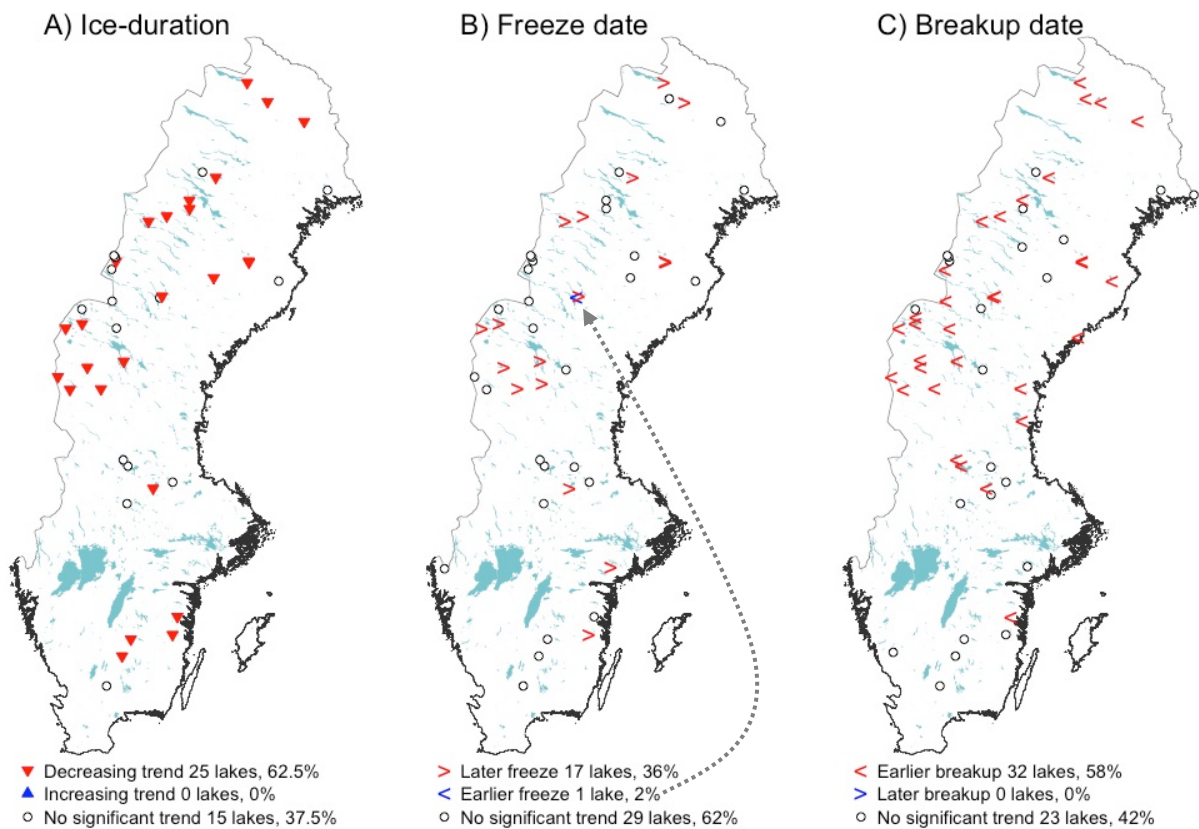 A) Ice-duration
B) Freeze date
C) Breakup date
Decreasing trend 25 lakes, 62.5%
Increasing trend 0 lakes, 0%
No significant trend 15 lakes, 37.5%
Later freeze 17 lakes, 36%
Earlier freeze 1 lake, 2%
No significant trend 29 lakes, 62%
Earlier breakup 32 lakes, 58%
Later breakup 0 lakes, 0%
No significant trend 23 lakes, 42%